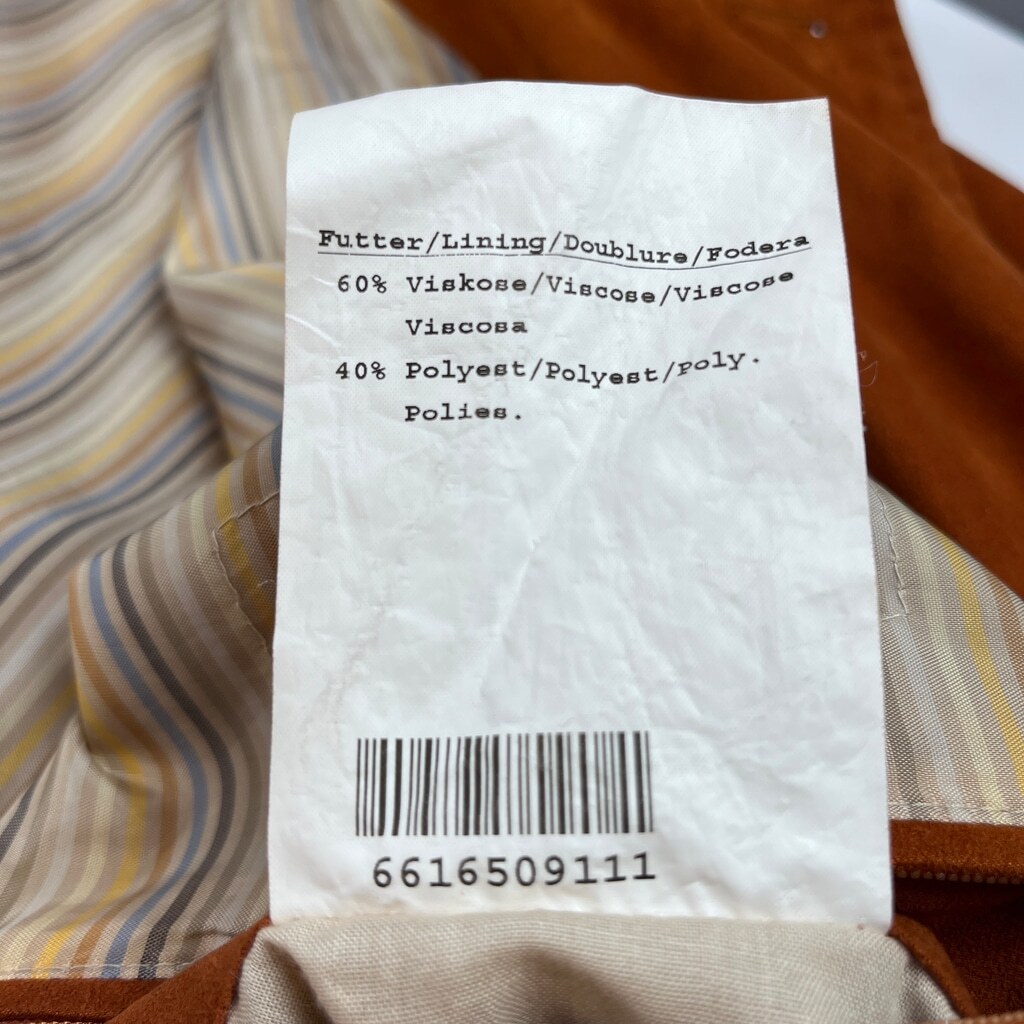 Futter/Lining/Doublure/Fodera
60% Viskose/Viscose/Viscose
Viscosa
40% Polyest/Polyest/Poly.
Polies.
6616509111